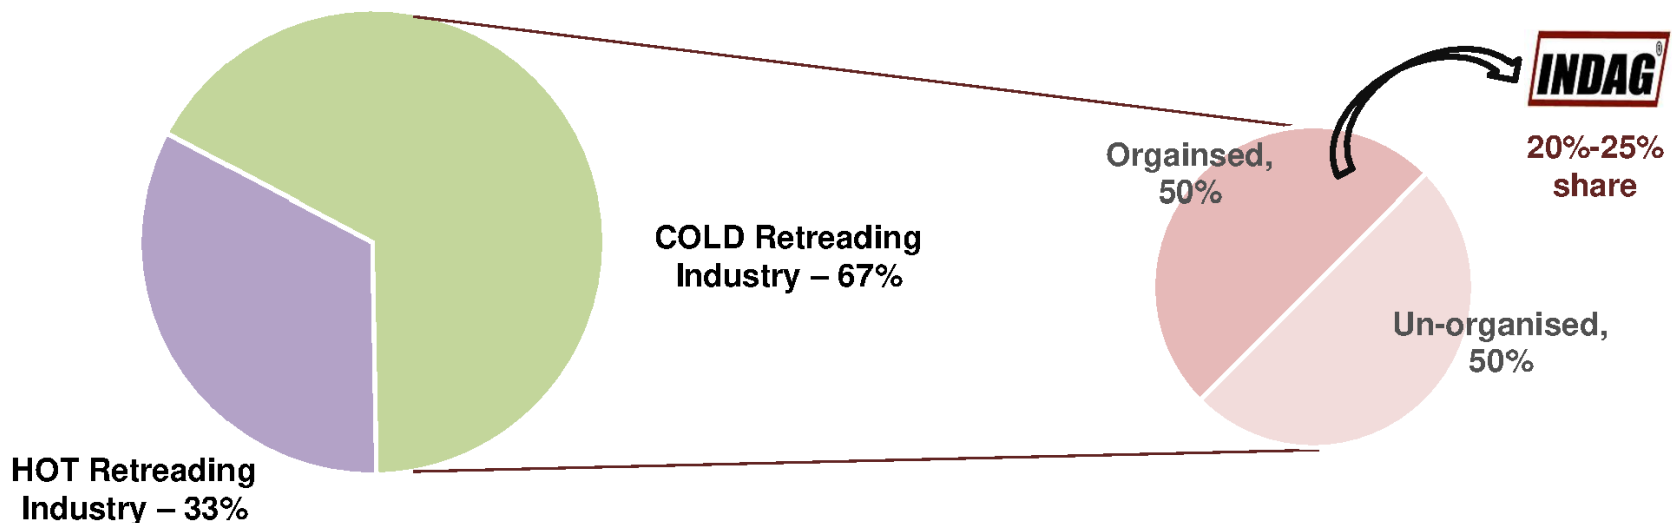 INDAG®
20%-25%
share
Orgainsed,
50%
COLD Retreading
Industry – 67%
Un-organised,
50%
HOT Retreading
Industry – 33%